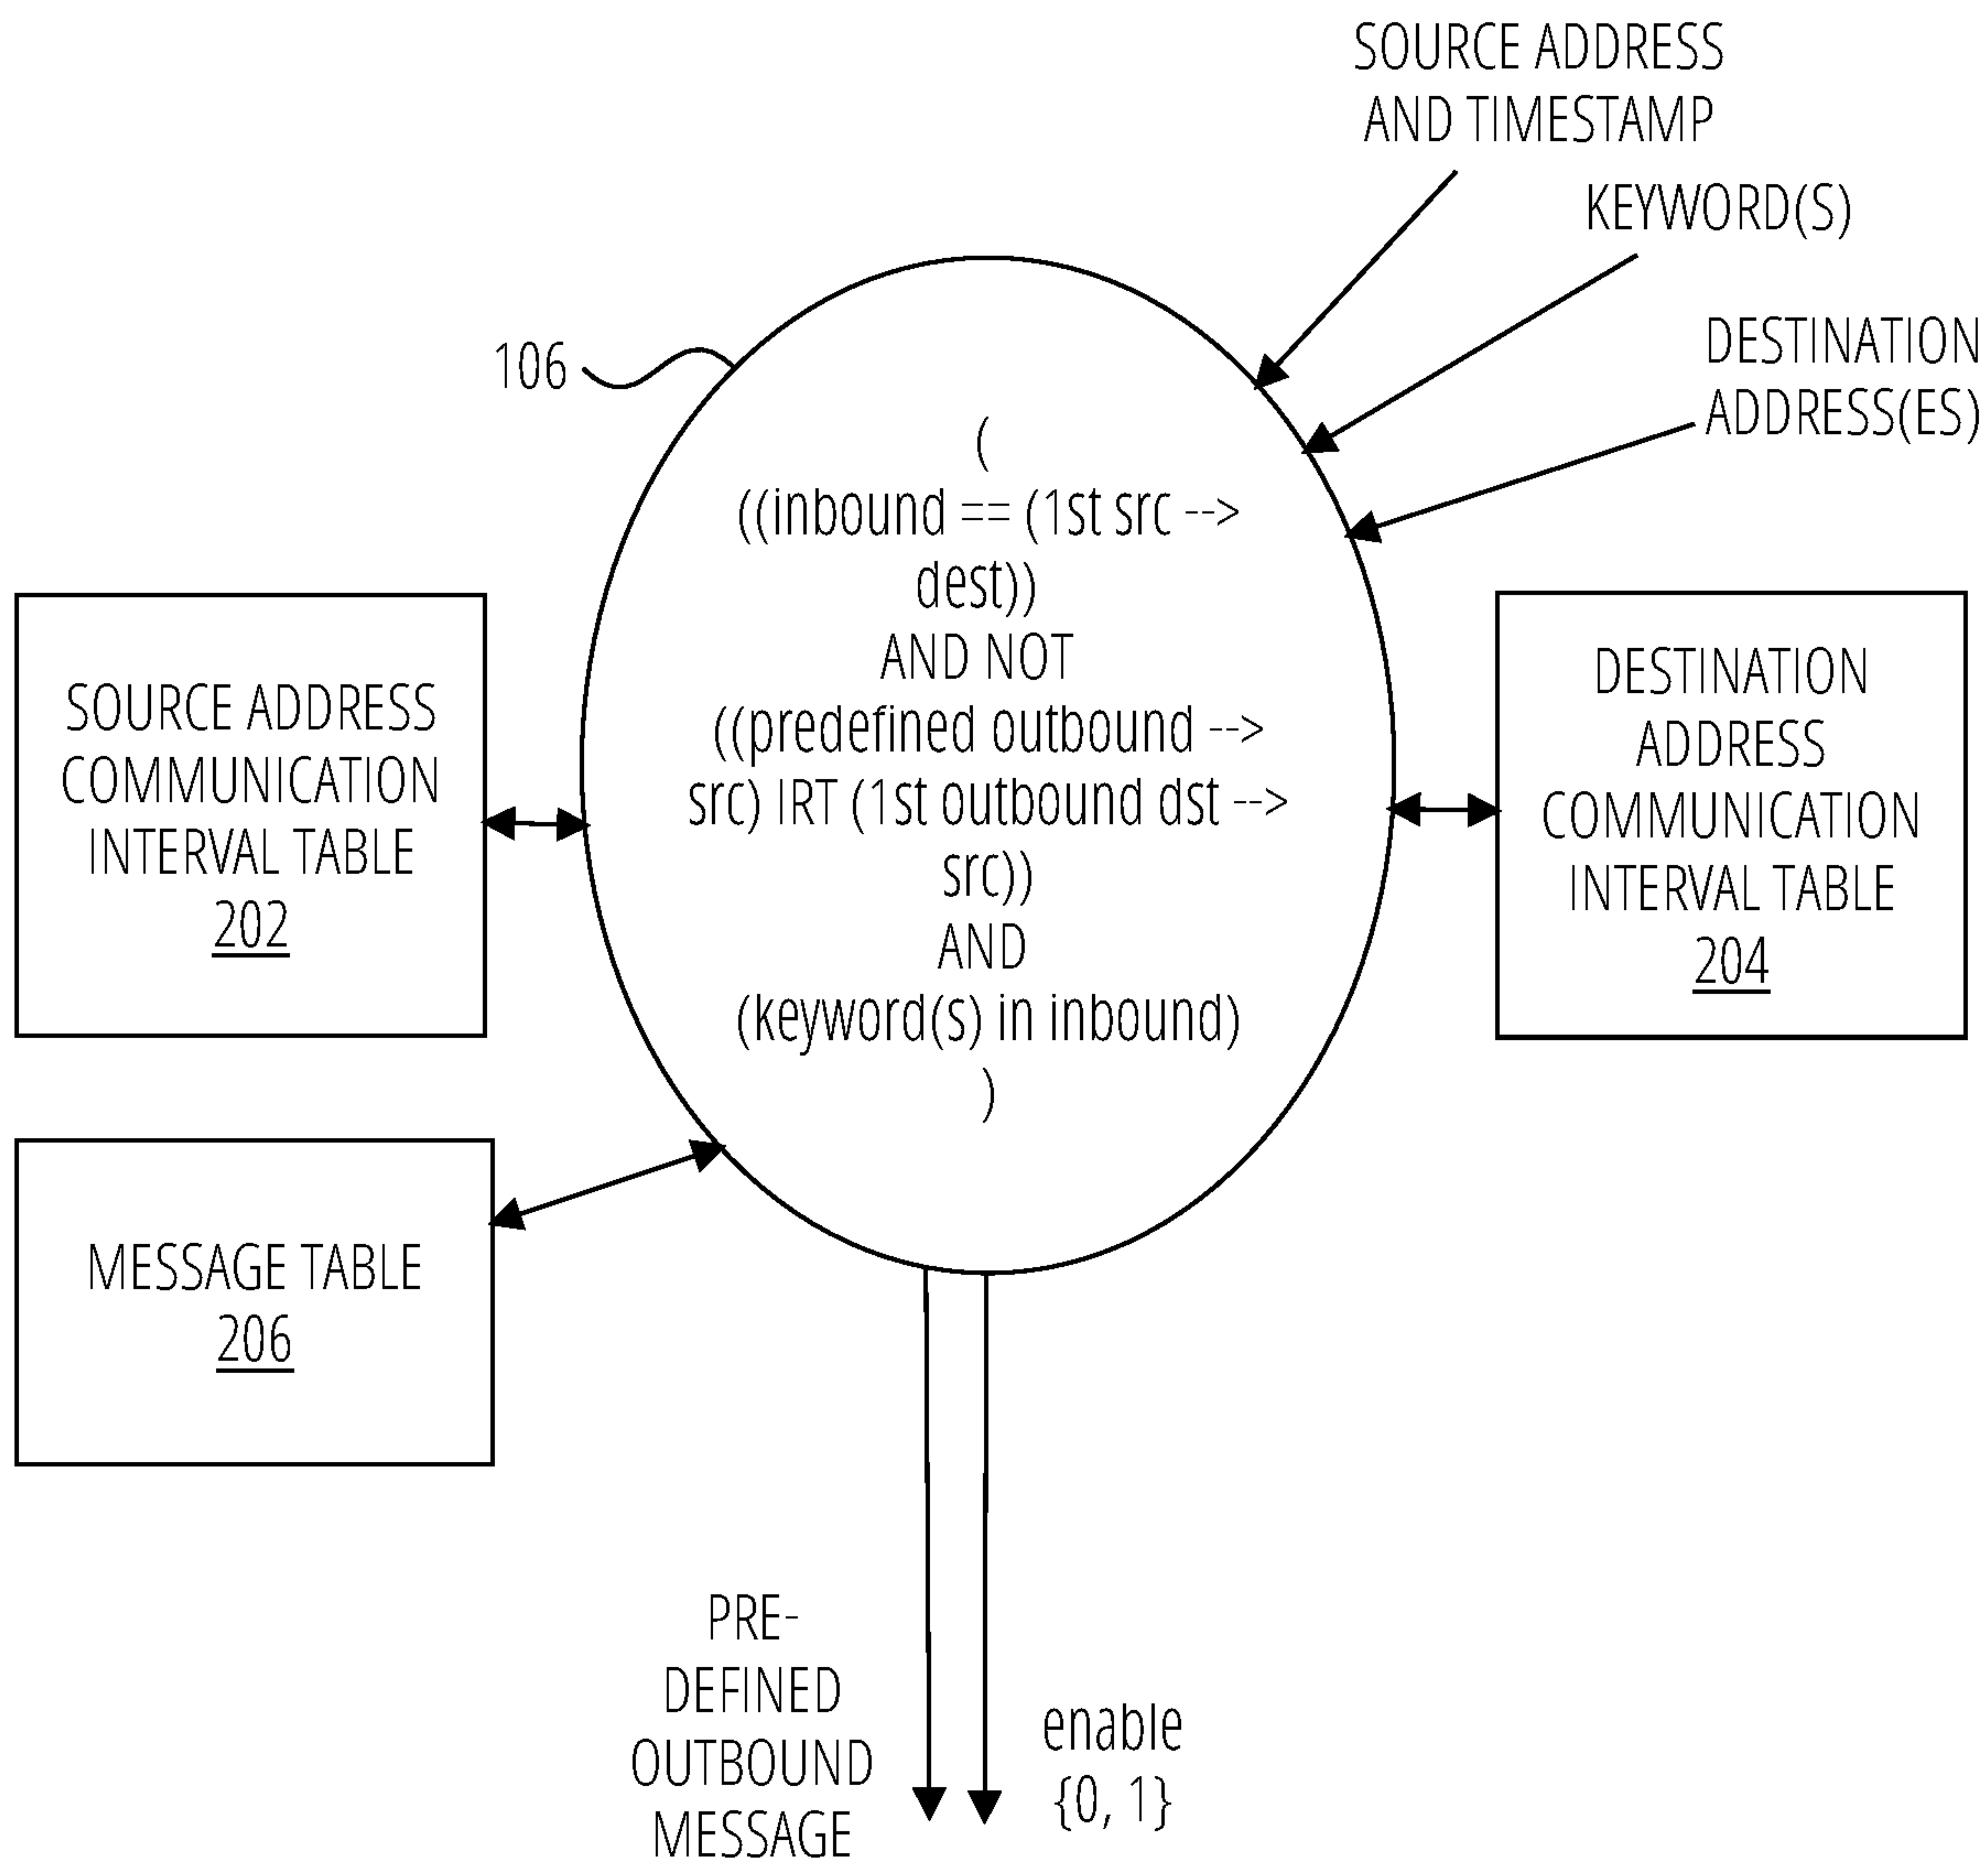 SOURCE ADDRESS
AND TIMESTAMP
KEYWORD(S)
DESTINATION
ADDRESS(ES)
106
(
((inbound == (1st src -->
dest))
AND NOT
((predefined outbound -->
src) IRT (1st outbound dst -->
src))
AND
(keyword(s) in inbound)
)
SOURCE ADDRESS
COMMUNICATION
INTERVAL TABLE
202
DESTINATION
ADDRESS
COMMUNICATION
INTERVAL TABLE
204
MESSAGE TABLE
206
PRE-
DEFINED
OUTBOUND
MESSAGE
enable
{0, 1}